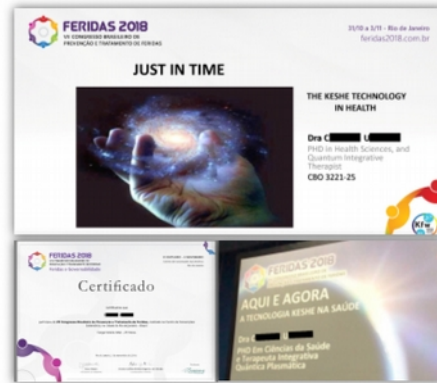 FERIDAS 2018
VII CONGRESSO BRASILEIRO DE
PREVENÇÃO E TRATAMENTO DE FERIDAS
31/10 a 3/11 - Rio de Janeiro
feridas2018.com.br
JUST IN TIME
THE KESHE TECHNOLOGY
IN HEALTH
Dra C U
PHD in Health Sciences, and
Quantum Integrative
Therapist
CBO 3221-25
FERIDAS 2018
Certificado
FERIDAS 2018
AQUI E AGORA
A TECNOLOGIA KESHE NA SAÚDE
Dra
PHD Em Ciências da Saúde
e Terapeuta Integrativa
Quântica Plasmática